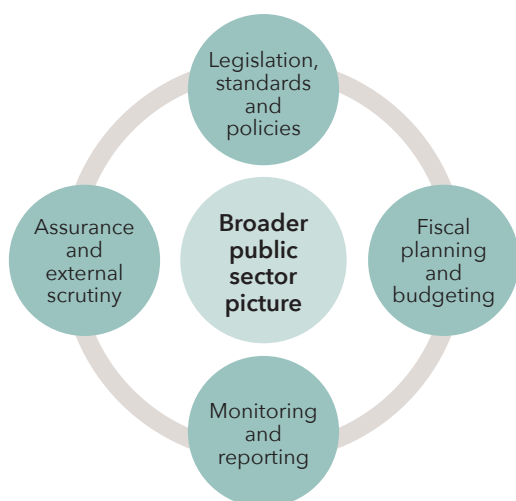 Legislation,
standards
and
policies
Broader
public
sector
picture
Fiscal
planning
and
budgeting
Monitoring
and
reporting
Assurance
and
external
scrutiny